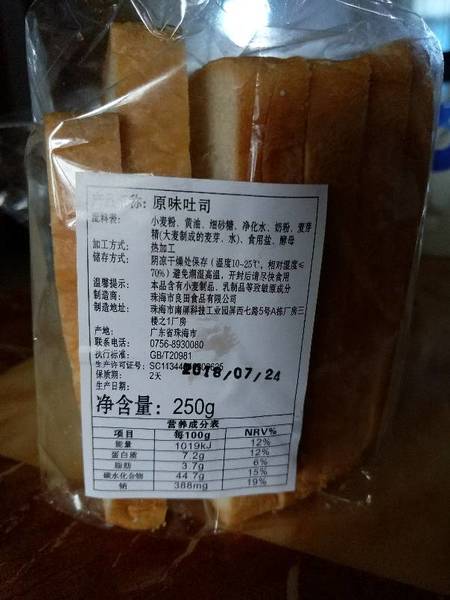 产品名称: 原味吐司
配料表: 小麦粉、黄油、细砂糖、净化水、奶粉、麦芽
精(大麦制成的麦芽、水)、食用盐、酵母
加工方式: 热加工
储存方式: 阴凉干燥处保存(温度10~25℃,相对湿度≤
70%)避免潮湿高温,开封后请尽快食用
温馨提示: 本品含有小麦制品、乳制品等致敏原成分
制造商: 珠海市良田食品有限公司
制造地址: 珠海市南屏科技工业园屏西七路5号A栋厂房三
楼之1厂房
产地: 广东省珠海市
联系电话: 0756-8930080
执行标准: GB/T20981
生产许可证号: SC11344
保质期: 2天
生产日期: 2018/07/24
净含量: 250g
营养成分表
项目 每100g NRV%
能量 1019kJ 12%
蛋白质 7.2g 12%
脂肪 3.7g 6%
碳水化合物 44.7g 15%
钠 388mg 19%